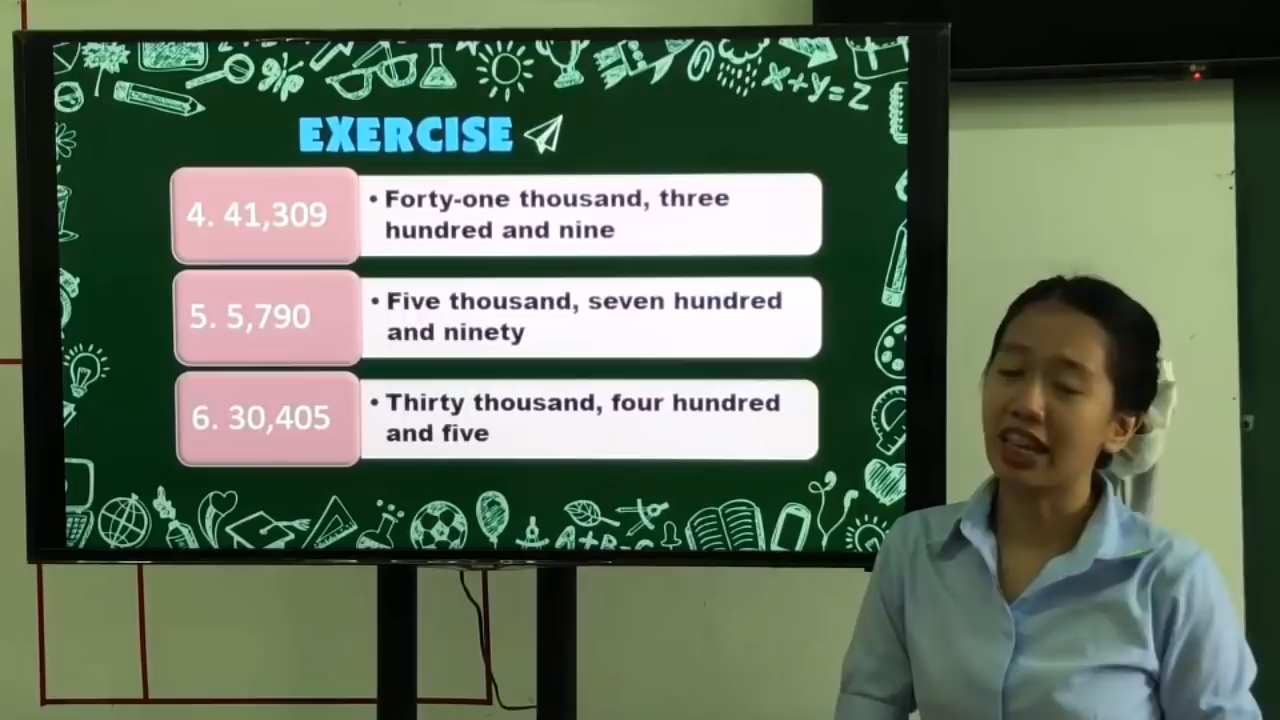 x+y=z
EXERCISE
4. 41,309
• Forty-one thousand, three
hundred and nine
5. 5,790
• Five thousand, seven hundred
and ninety
6. 30,405
• Thirty thousand, four hundred
and five
A+B=C
LG